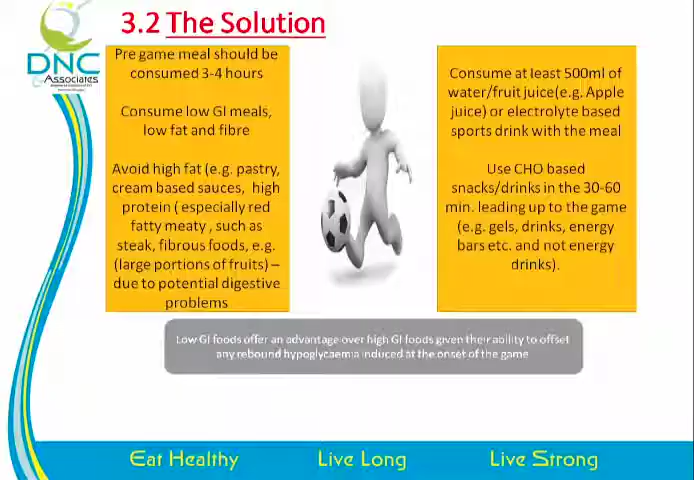 3.2 The Solution
DNC
& Associates
Pre game meal should be
consumed 3-4 hours
Consume low GI meals,
low fat and fibre
Avoid high fat (e.g. pastry,
cream based sauces, high
protein ( especially red
fatty meaty , such as
steak, fibrous foods, e.g.
(large portions of fruits) –
due to potential digestive
problems
Consume at least 500ml of
water/fruit juice(e.g. Apple
juice) or electrolyte based
sports drink with the meal
Use CHO based
snacks/drinks in the 30-60
min. leading up to the game
(e.g. gels, drinks, energy
bars etc. and not energy
drinks).
Low GI foods offer an advantage over high GI foods given their ability to offset
any rebound hypoglycaemia induced at the onset of the game
Eat Healthy
Live Long
Live Strong